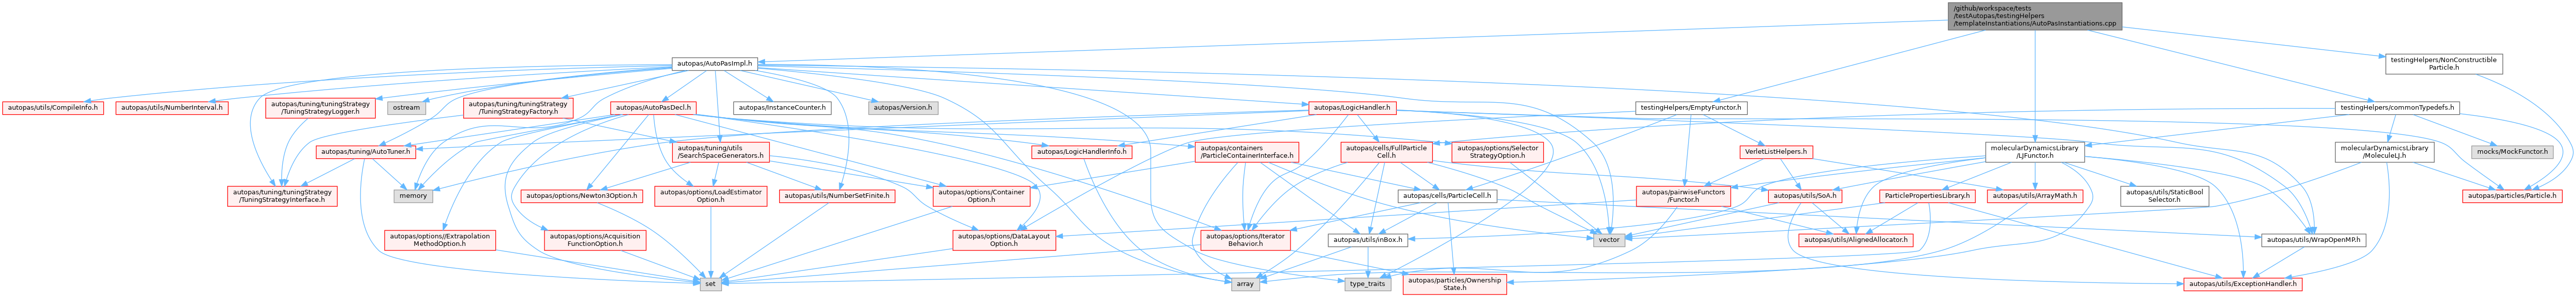 /github/workspace/tests
/testAutopas/testingHelpers
/templateInstantiations/AutoPasInstantiations.cpp
autopas/AutoPasImpl.h
testingHelpers/NonConstructible
Particle.h
autopas/utils/CompileInfo.h
autopas/utils/NumberInterval.h
autopas/tuning/tuningStrategy
/TuningStrategyLogger.h
ostream
autopas/tuning/tuningStrategy
/TuningStrategyFactory.h
autopas/AutoPasDecl.h
autopas/InstanceCounter.h
autopas/Version.h
autopas/LogicHandler.h
testingHelpers/EmptyFunctor.h
testingHelpers/commonTypedefs.h
autopas/tuning/AutoTuner.h
autopas/tuning/utils
/SearchSpaceGenerators.h
autopas/LogicHandlerInfo.h
autopas/containers
/ParticleContainerInterface.h
autopas/cells/FullParticle
Cell.h
autopas/options/Selector
StrategyOption.h
VerletListHelpers.h
molecularDynamicsLibrary
/LJFunctor.h
molecularDynamicsLibrary
/MoleculeLJ.h
mocks/MockFunctor.h
autopas/tuning/tuningStrategy
/TuningStrategyInterface.h
memory
autopas/options/Newton3Option.h
autopas/options/LoadEstimator
Option.h
autopas/utils/NumberSetFinite.h
autopas/options/Container
Option.h
autopas/cells/ParticleCell.h
autopas/pairwiseFunctors
/Functor.h
autopas/utils/SoA.h
ParticlePropertiesLibrary.h
autopas/utils/ArrayMath.h
autopas/utils/StaticBool
Selector.h
autopas/particles/Particle.h
autopas/options//Extrapolation
MethodOption.h
autopas/options/Acquisition
FunctionOption.h
autopas/options/DataLayout
Option.h
autopas/options/Iterator
Behavior.h
autopas/utils/inBox.h
vector
autopas/utils/AlignedAllocator.h
autopas/utils/WrapOpenMP.h
set
array
type_traits
autopas/particles/Ownership
State.h
autopas/utils/ExceptionHandler.h